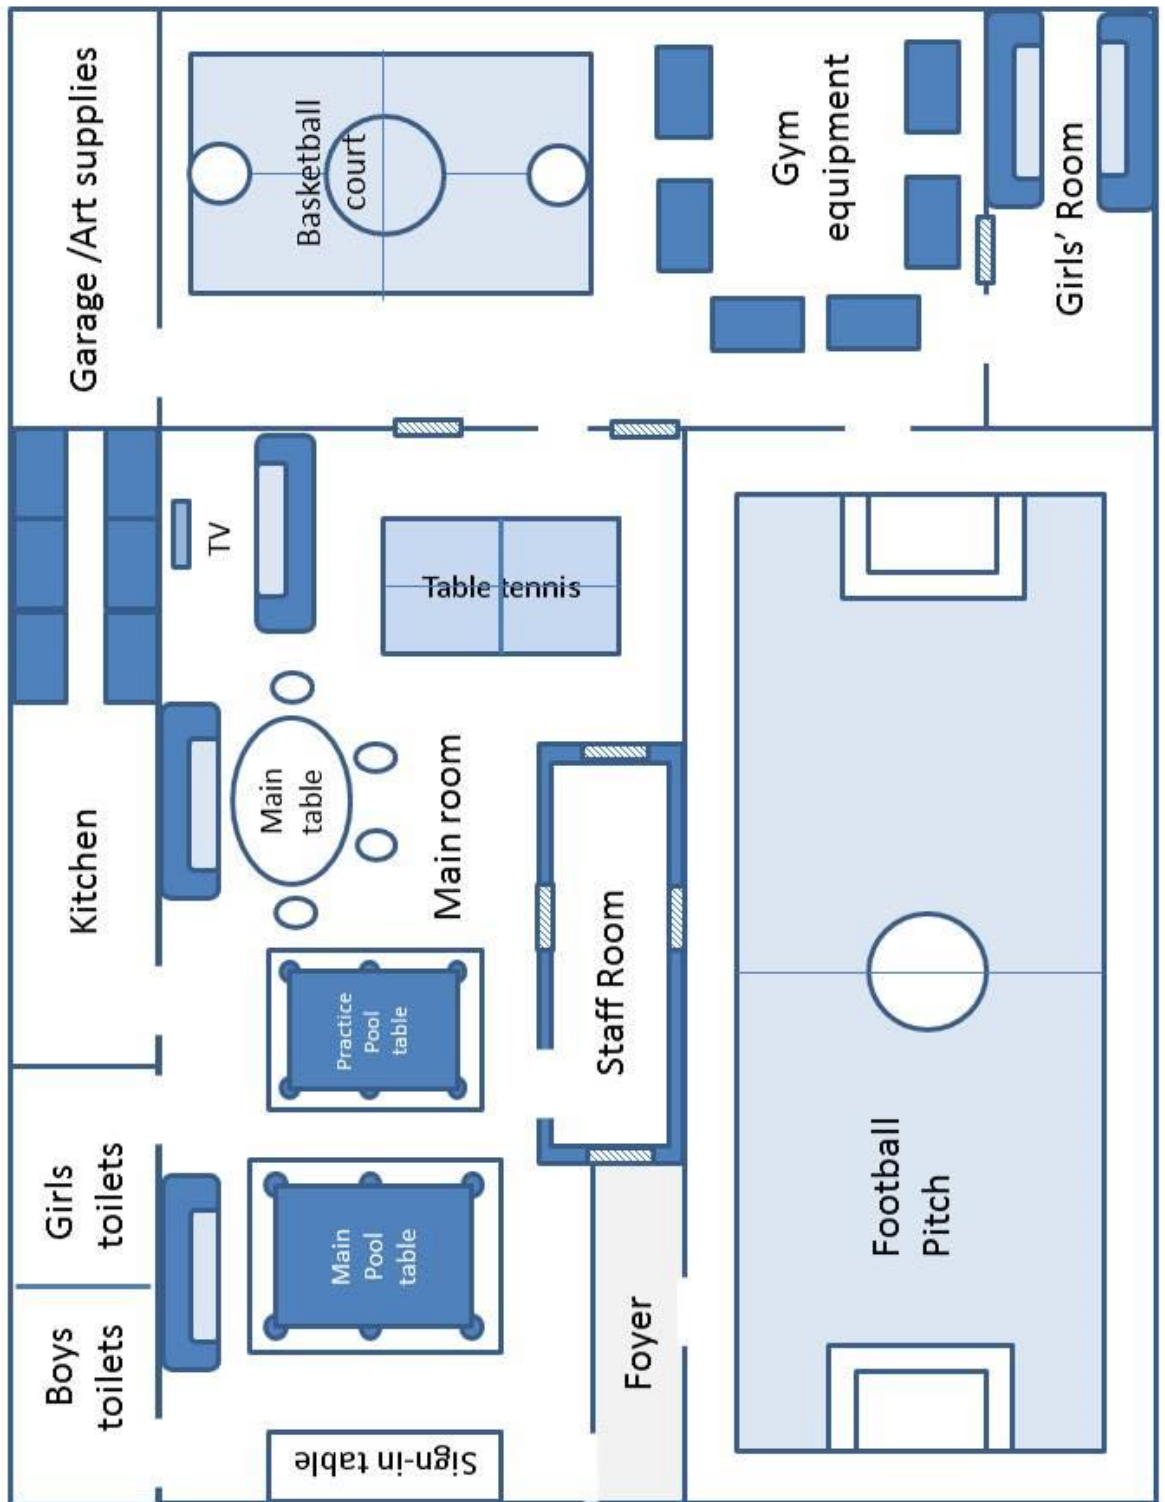 Garage /Art supplies
Basketball
court
Gym
equipment
Girls' Room
TV
Table tennis
Kitchen
Main
table
Main room
Practice
Pool
table
Staff Room
Football
Pitch
Girls
toilets
Main
Pool
table
Boys
toilets
Foyer
Sign-in table